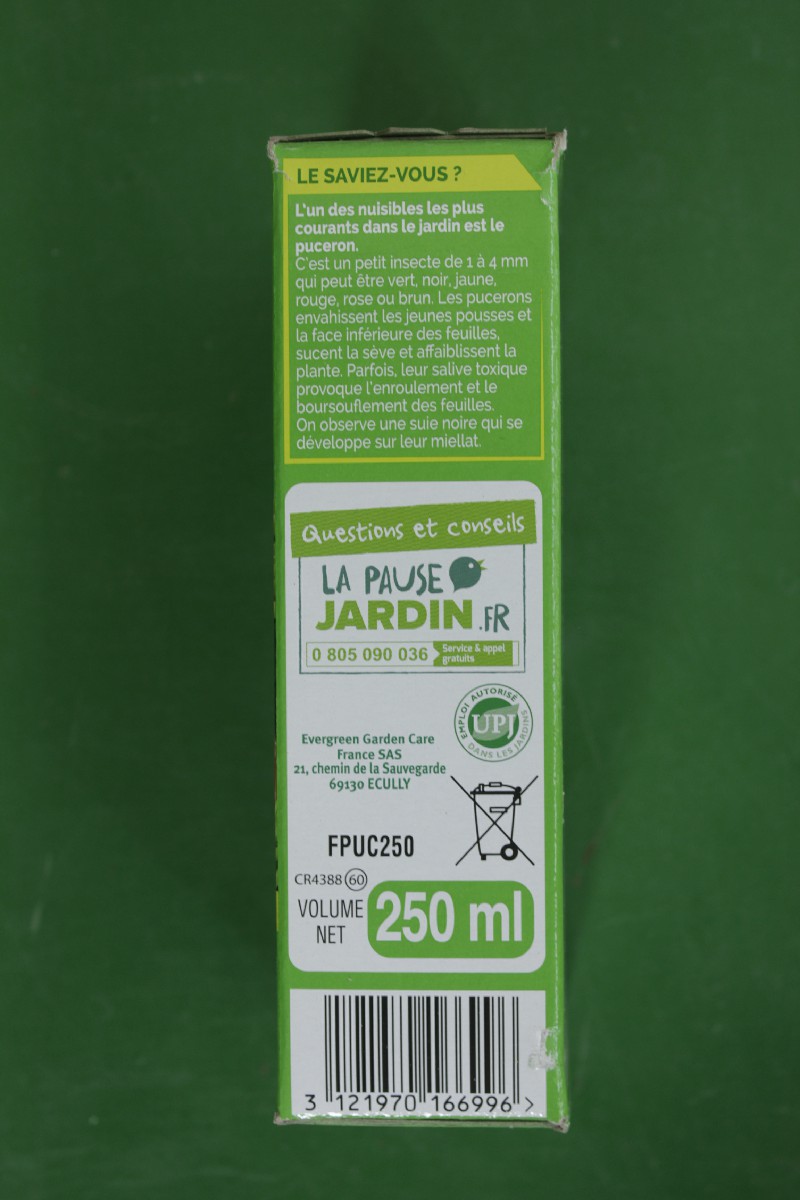 LE SAVIEZ-VOUS ?
L'un des nuisibles les plus
courants dans le jardin est le
puceron.
C'est un petit insecte de 1 à 4 mm
qui peut être vert, noir, jaune,
rouge, rose ou brun. Les pucerons
envahissent les jeunes pousses et
la face inférieure des feuilles,
sucent la sève et affaiblissent la
plante. Parfois, leur salive toxique
provoque l'enroulement et le
boursouflement des feuilles.
On observe une suie noire qui se
développe sur leur miellat.
Questions et conseils
LA PAUSE
JARDIN.FR
0 805 090 036
Service & appel
gratuits
EMPLOI AUTORISÉ
UPJ
DANS LES JARDINS
Evergreen Garden Care
France SAS
21, chemin de la Sauvegarde
69130 ECULLY
FPUC250
CR4388 60
VOLUME
NET
250 ml
3 121970 166996 >